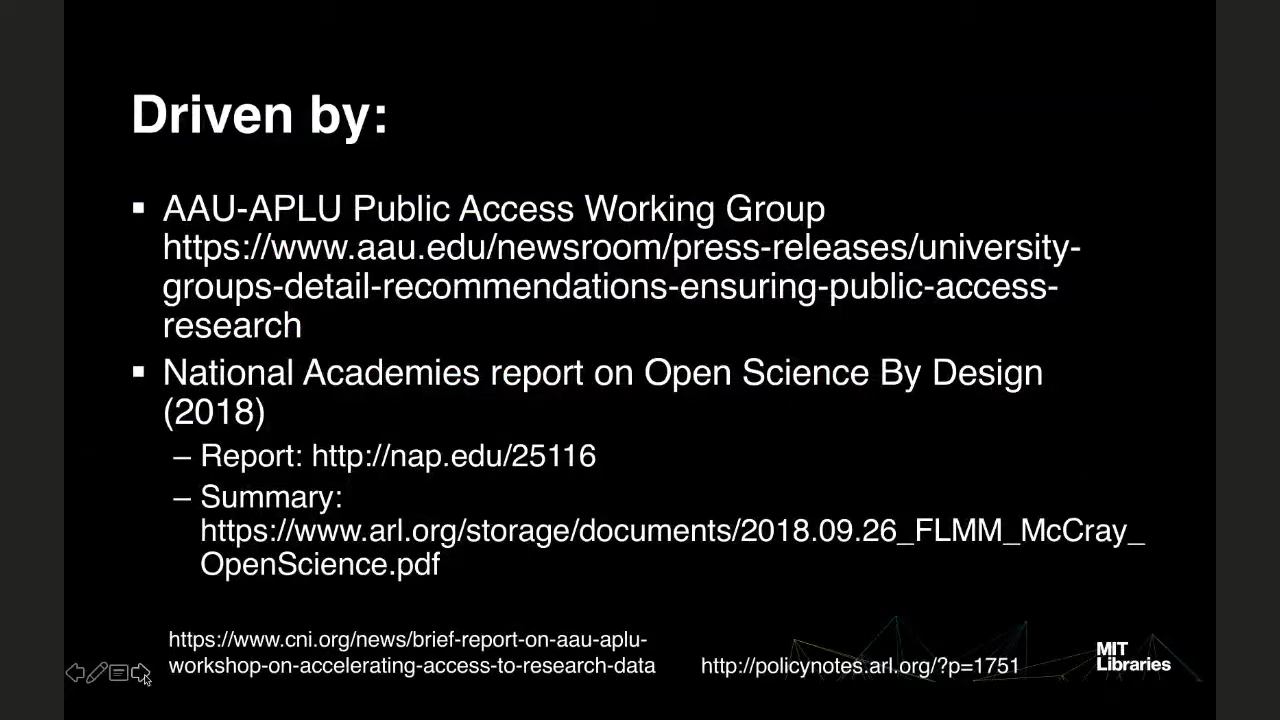 Driven by:
▪ AAU-APLU Public Access Working Group
https://www.aau.edu/newsroom/press-releases/university-
groups-detail-recommendations-ensuring-public-access-
research
▪ National Academies report on Open Science By Design
(2018)
– Report: http://nap.edu/25116
– Summary:
https://www.arl.org/storage/documents/2018.09.26_FLMM_McCray_
OpenScience.pdf
https://www.cni.org/news/brief-report-on-aau-aplu-
workshop-on-accelerating-access-to-research-data
http://policynotes.arl.org/?p=1751
MIT
Libraries